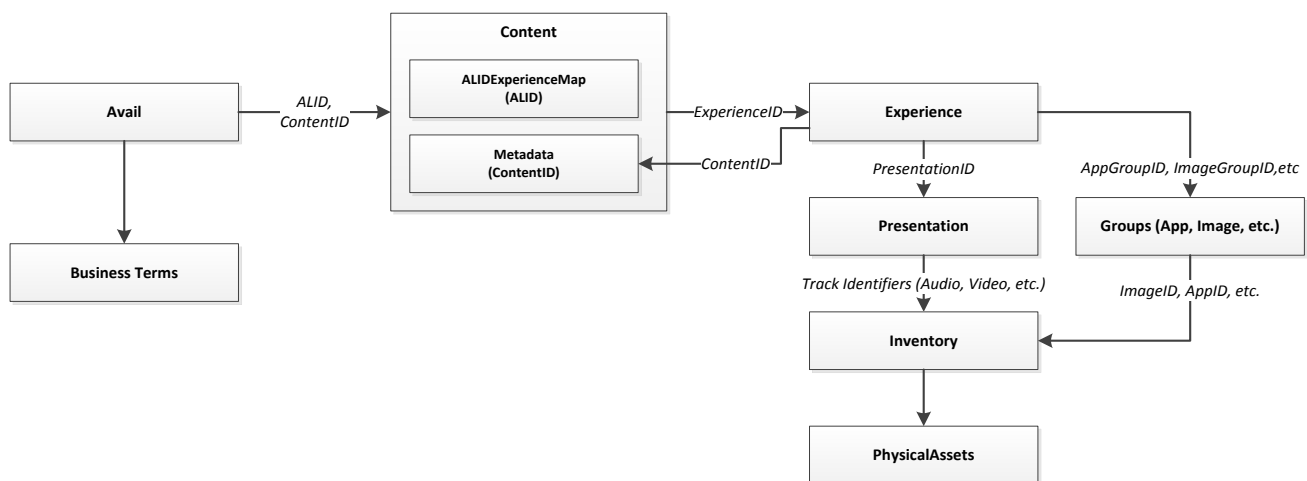 Content
ALIDExperienceMap
(ALID)
Avail
ALID,
ContentID
ExperienceID
Experience
Metadata
(ContentID)
ContentID
PresentationID
AppGroupID, ImageGroupID,etc
Presentation
Groups (App, Image, etc.)
Business Terms
Track Identifiers (Audio, Video, etc.)
ImageID, AppID, etc.
Inventory
PhysicalAssets